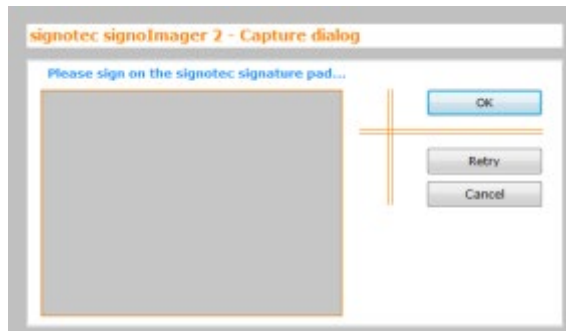 signotec signoImager 2 - Capture dialog
Please sign on the signotec signature pad...
OK
Retry
Cancel